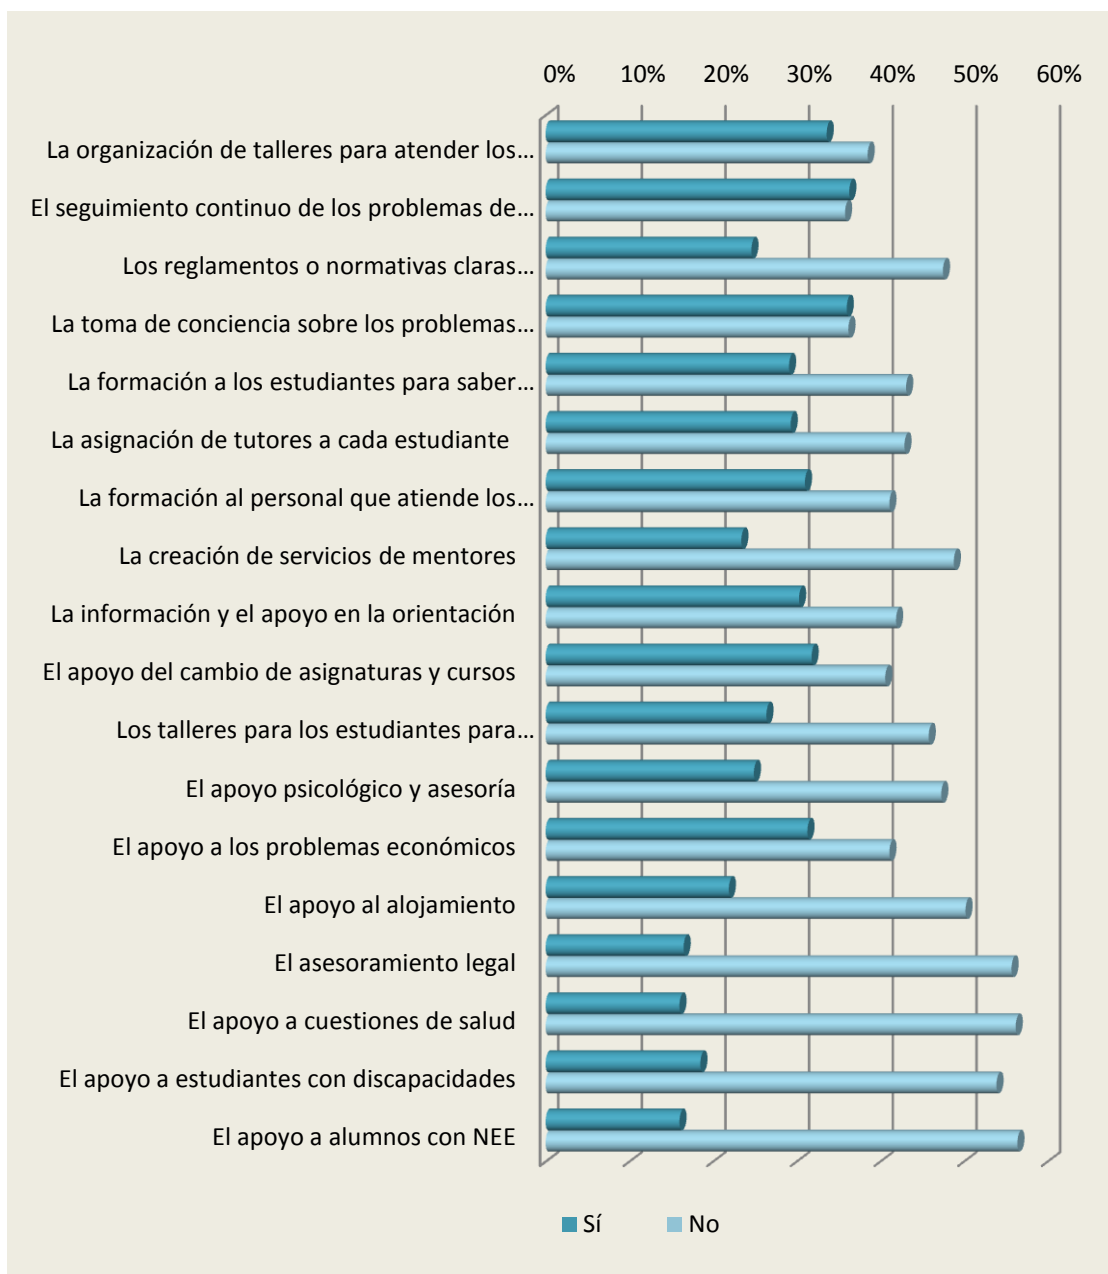 0% 10% 20% 30% 40% 50% 60%
La organización de talleres para atender los...
El seguimiento continuo de los problemas de...
Los reglamentos o normativas claras...
La toma de conciencia sobre los problemas...
La formación a los estudiantes para saber...
La asignación de tutores a cada estudiante
La formación al personal que atiende los...
La creación de servicios de mentores
La información y el apoyo en la orientación
El apoyo del cambio de asignaturas y cursos
Los talleres para los estudiantes para...
El apoyo psicológico y asesoría
El apoyo a los problemas económicos
El apoyo al alojamiento
El asesoramiento legal
El apoyo a cuestiones de salud
El apoyo a estudiantes con discapacidades
El apoyo a alumnos con NEE
Sí No